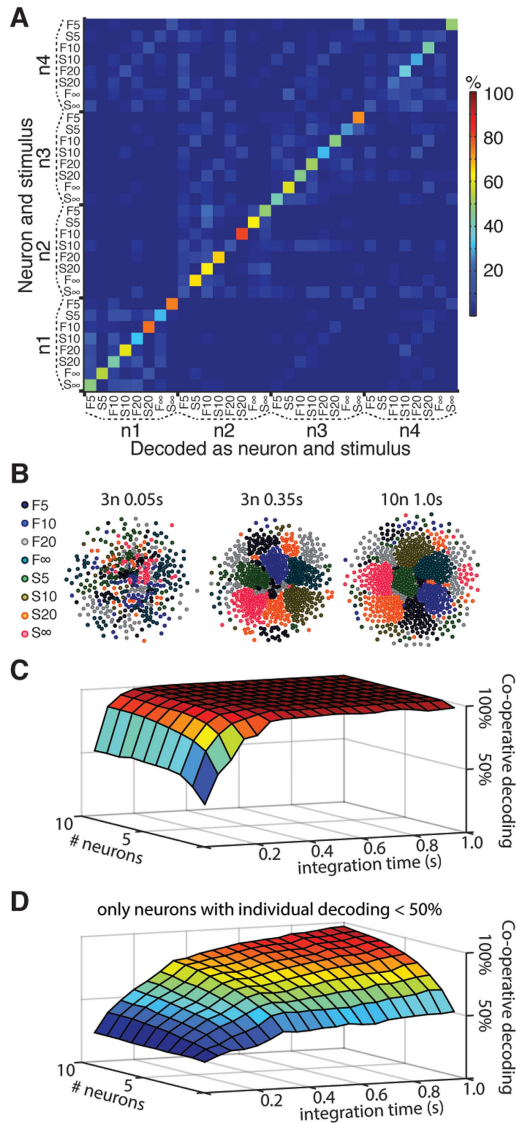 A
Neuron and stimulus
n4
F5
S5
F10
S10
F20
S20
F∞
S∞
n3
F5
S5
F10
S10
F20
S20
F∞
S∞
n2
F5
S5
F10
S10
F20
S20
F∞
S∞
n1
F5
S5
F10
S10
F20
S20
F∞
S∞
%
100
80
60
40
20
F5 S5 F10 S10 F20 S20 F∞ S∞ F5 S5 F10 S10 F20 S20 F∞ S∞ F5 S5 F10 S10 F20 S20 F∞ S∞ F5 S5 F10 S10 F20 S20 F∞ S∞
n1 n2 n3 n4
Decoded as neuron and stimulus
B
F5
F10
F20
F∞
S5
S10
S20
S∞
3n 0.05s 3n 0.35s 10n 1.0s
C
Co-operative decoding
100%
50%
10
5
# neurons
0.2 0.4 0.6 0.8 1.0
integration time (s)
D
only neurons with individual decoding < 50%
Co-operative decoding
100%
50%
10
5
# neurons
0.2 0.4 0.6 0.8 1.0
integration time (s)